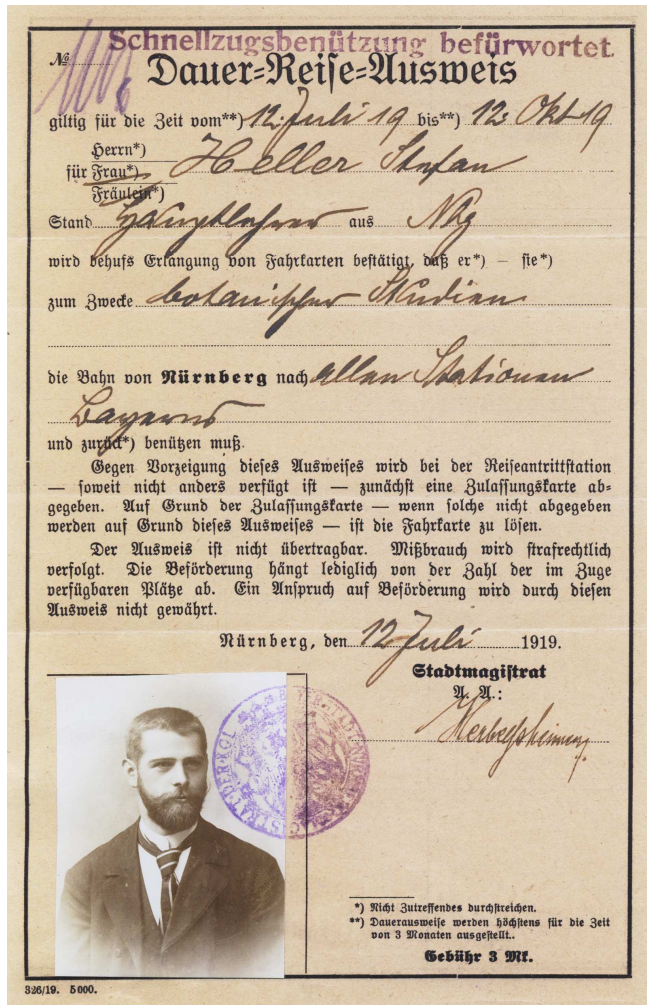 Schnellzugsbenützung befürwortet.
№
Dauer-Reise-Ausweis
giltig für die Zeit vom**) 12. Juli 19 bis**) 12. Okt 19
Herrn*)
für Frau*) Heller Stefan
Fräulein*)
Stand Hauptlehrer aus Nbg
wird behufs Erlangung von Fahrkarten bestätigt, daß er*) – sie*)
zum Zwecke botanischer Studien
die Bahn von Nürnberg nach allen Stationen
Bayerns
und zurück*) benützen muß.
Gegen Vorzeigung dieses Ausweises wird bei der Reiseantrittstation
— soweit nicht anders verfügt ist — zunächst eine Zulassungskarte ab-
gegeben. Auf Grund der Zulassungskarte — wenn solche nicht abgegeben
werden auf Grund dieses Ausweises — ist die Fahrkarte zu lösen.
Der Ausweis ist nicht übertragbar. Mißbrauch wird strafrechtlich
verfolgt. Die Beförderung hängt lediglich von der Zahl der im Zuge
verfügbaren Plätze ab. Ein Anspruch auf Beförderung wird durch diesen
Ausweis nicht gewährt.
Nürnberg, den 12 Juli 1919.
Stadtmagistrat
A. A.:
*) Nicht Zutreffendes durchstreichen.
**) Dauerausweise werden höchstens für die Zeit
von 3 Monaten ausgestellt..
Gebühr 3 Mk.
326/19. 5000.